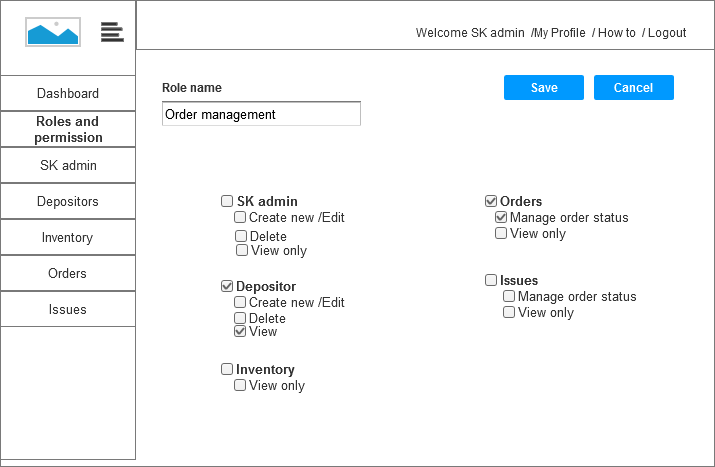 Welcome SK admin /My Profile / How to / Logout
Dashboard
Roles and
permission
SK admin
Depositors
Inventory
Orders
Issues
Role name
Save
Cancel
Order management
SK admin
Create new /Edit
Delete
View only
Depositor
Create new /Edit
Delete
View
Inventory
View only
Orders
Manage order status
View only
Issues
Manage order status
View only